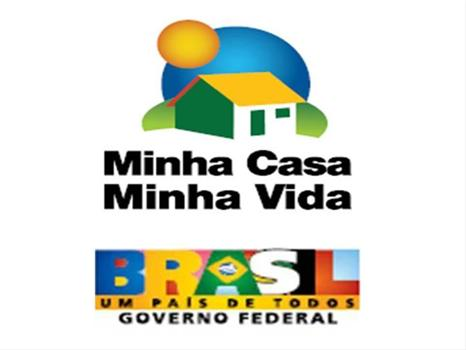 Minha Casa
Minha Vida
BRASIL
UM PAÍS DE TODOS
GOVERNO FEDERAL